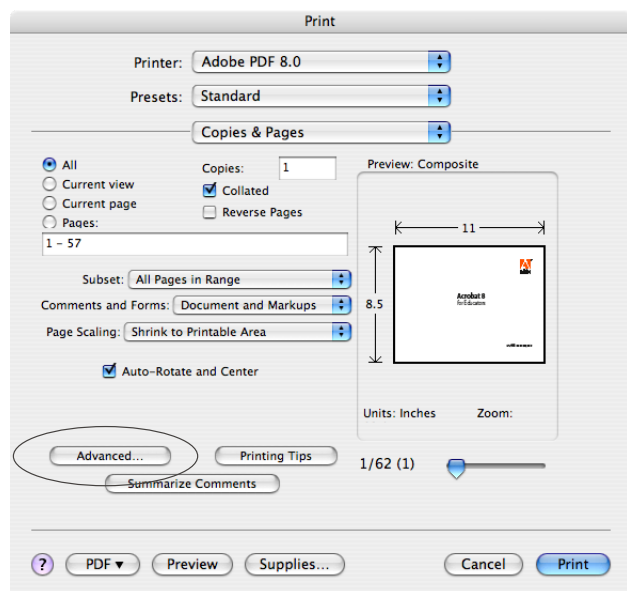 Print
Printer: Adobe PDF 8.0
Presets: Standard
Copies & Pages
All
Current view
Current page
Pages:
1 - 57
Copies: 1
Collated
Reverse Pages
Subset: All Pages in Range
Comments and Forms: Document and Markups
Page Scaling: Shrink to Printable Area
Auto-Rotate and Center
Preview: Composite
11
8.5
Acrobat 8
for Educators
Units: Inches Zoom:
Advanced... Printing Tips
Summarize Comments
1/62 (1)
? PDF ▼ Preview Supplies... Cancel Print